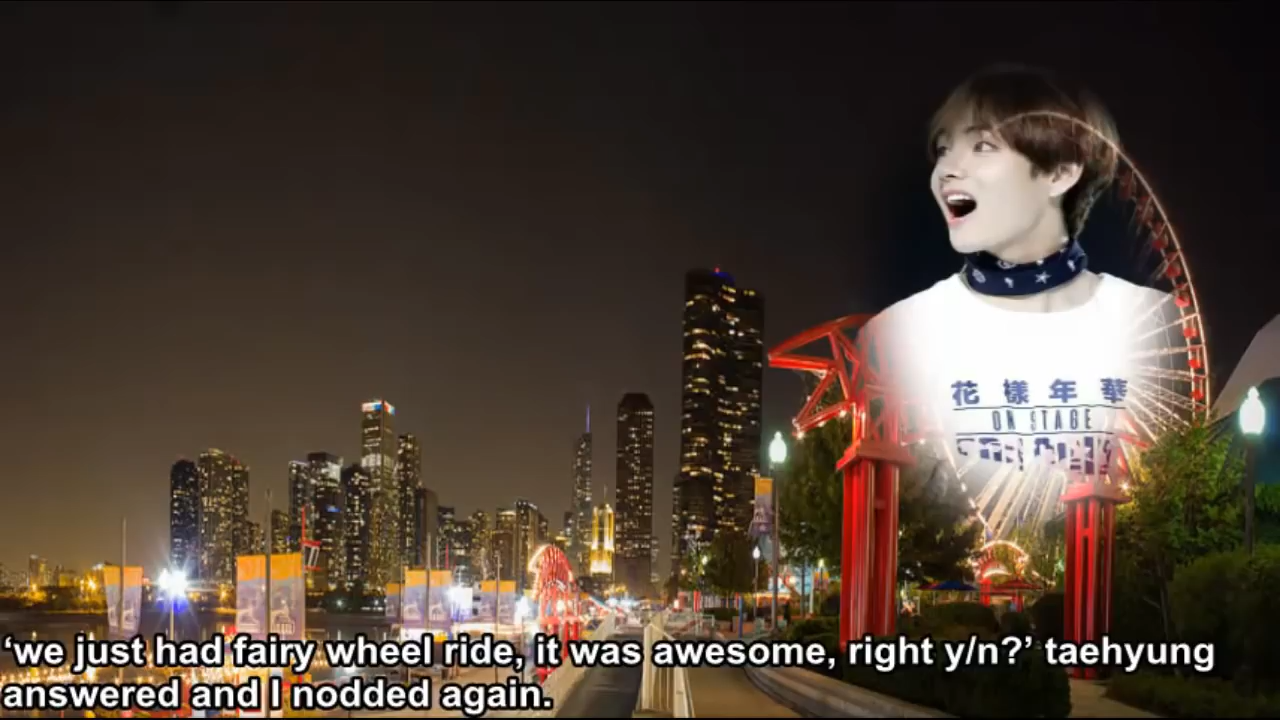 花樣年華
ON STAGE
‘we just had fairy wheel ride, it was awesome, right y/n?’ taehyung
answered and I nodded again.